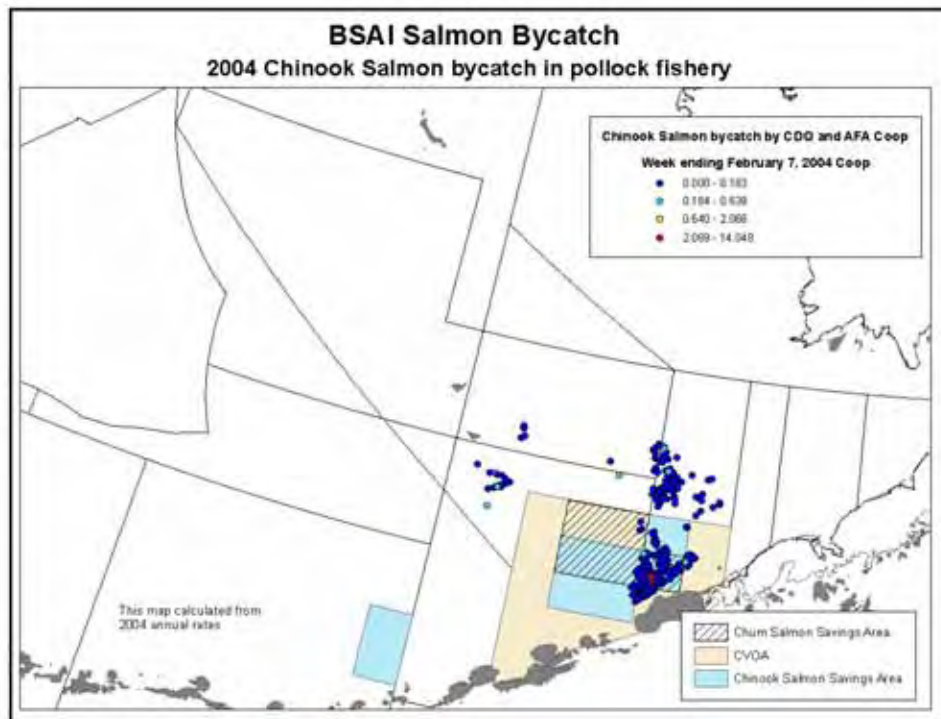 BSAI Salmon Bycatch
2004 Chinook Salmon bycatch in pollock fishery
Chinook Salmon bycatch by CDQ and AFA Coop
Week ending February 7, 2004 Coop
0.000 - 0.183
0.184 - 0.639
0.640 - 2.068
2.069 - 14.048
This map calculated from
2004 annual rates
Chum Salmon Savings Area
CVOA
Chinook Salmon Savings Area